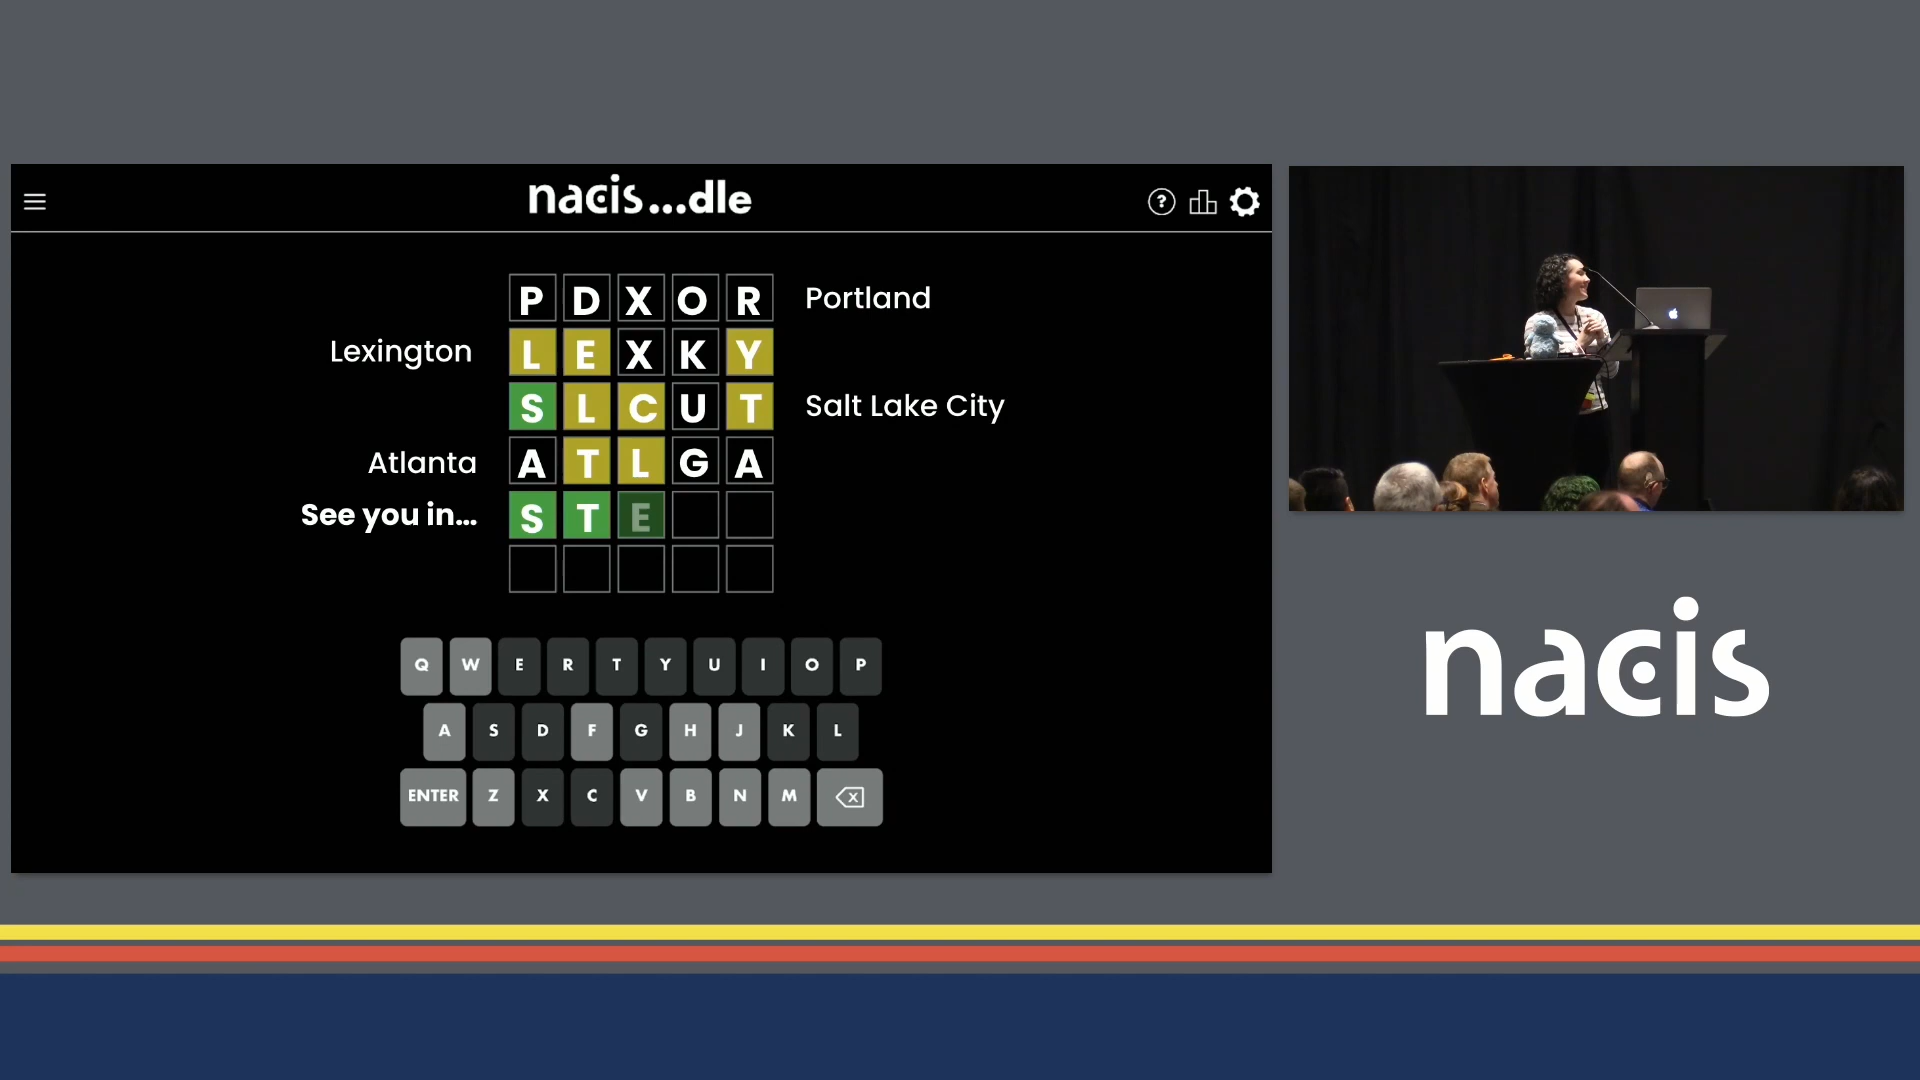 nacis...dle
?
P D X O R Portland
Lexington L E X K Y
S L C U T Salt Lake City
Atlanta A T L G A
See you in... S T E
Q W E R T Y U I O P
A S D F G H J K L
ENTER Z X C V B N M X
nacis